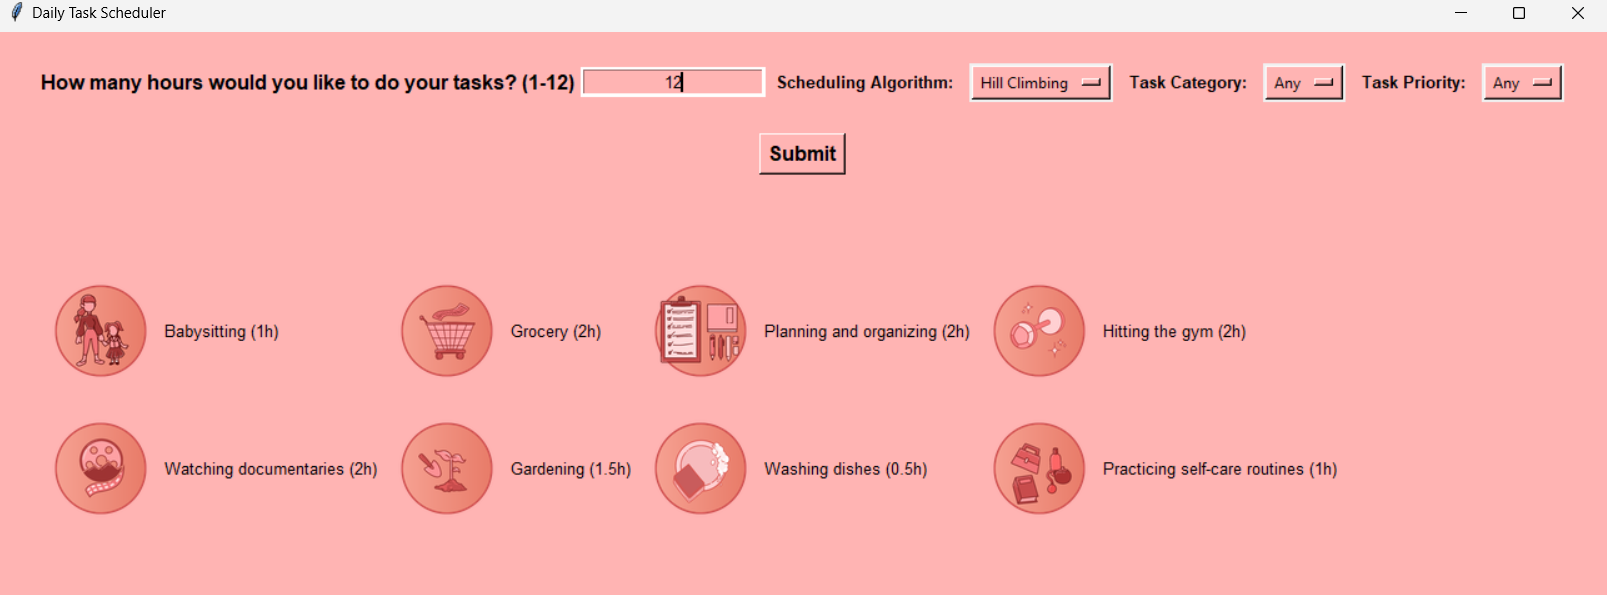 Daily Task Scheduler
How many hours would you like to do your tasks? (1-12) 12 Scheduling Algorithm: Hill Climbing Task Category: Any Task Priority: Any
Submit
Babysitting (1h) Grocery (2h) Planning and organizing (2h) Hitting the gym (2h)
Watching documentaries (2h) Gardening (1.5h) Washing dishes (0.5h) Practicing self-care routines (1h)